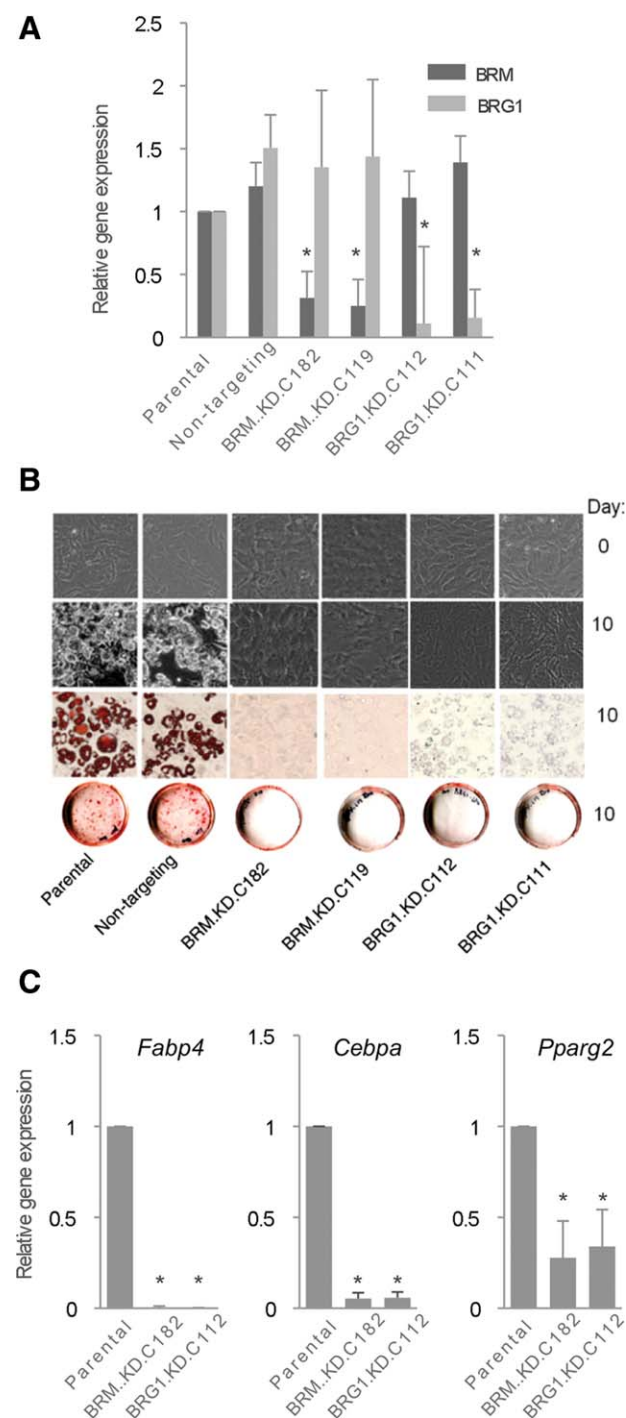 A
2.5
2
1.5
1
0.5
0
Relative gene expression
BRM
BRG1
*
*
*
*
Parental
Non-targeting
BRM..KD.C182
BRM..KD.C119
BRG1.KD.C112
BRG1.KD.C111
B
Day:
0
10
10
10
Parental
Non-targeting
BRM.KD.C182
BRM.KD.C119
BRG1.KD.C112
BRG1.KD.C111
C
Relative gene expression
1.5
1
0.5
0
Fabp4
*
*
Parental
BRM..KD.C182
BRG1.KD.C112
1.5
1
0.5
0
Cebpa
*
*
Parental
BRM..KD.C182
BRG1.KD.C112
1.5
1
0.5
0
Pparg2
*
*
Parental
BRM..KD.C182
BRG1.KD.C112